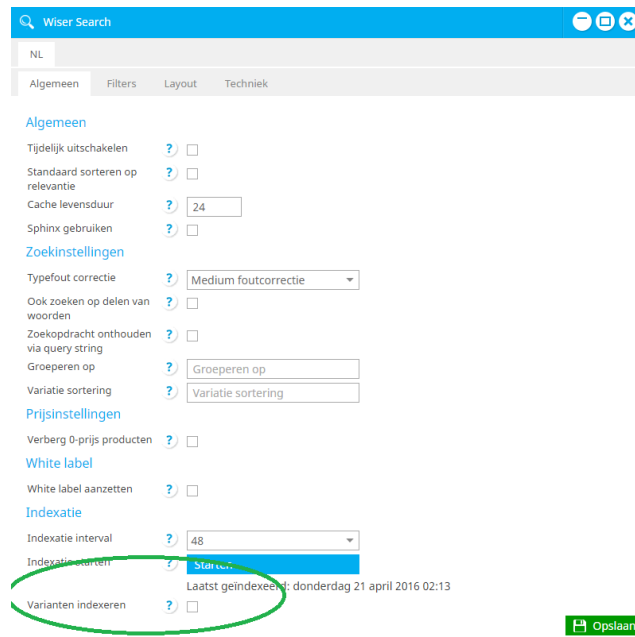 Wiser Search
NL
Algemeen Filters Layout Techniek
Algemeen
Tijdelijk uitschakelen ?
Standaard sorteren op
relevantie ?
Cache levensduur ? 24
Sphinx gebruiken ?
Zoekinstellingen
Typefout correctie ? Medium foutcorrectie
Ook zoeken op delen van
woorden ?
Zoekopdracht onthouden
via query string ?
Groeperen op ? Groeperen op
Variatie sortering ? Variatie sortering
Prijsinstellingen
Verberg 0-prijs producten ?
White label
White label aanzetten ?
Indexatie
Indexatie interval ? 48
Indexatie starten ? Starten
Laatst geïndexeerd: donderdag 21 april 2016 02:13
Varianten indexeren ?
Opslaan